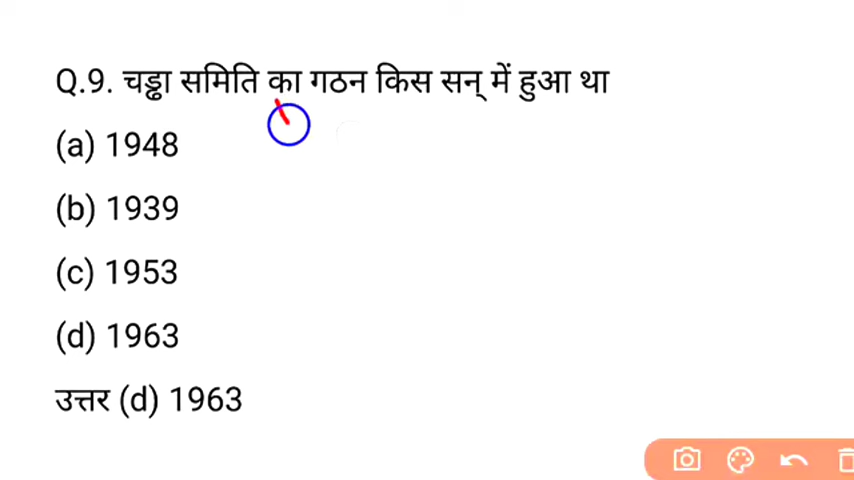 Q.9. चड्ढा समिति का गठन किस सन् में हुआ था
(a) 1948
(b) 1939
(c) 1953
(d) 1963
उत्तर (d) 1963